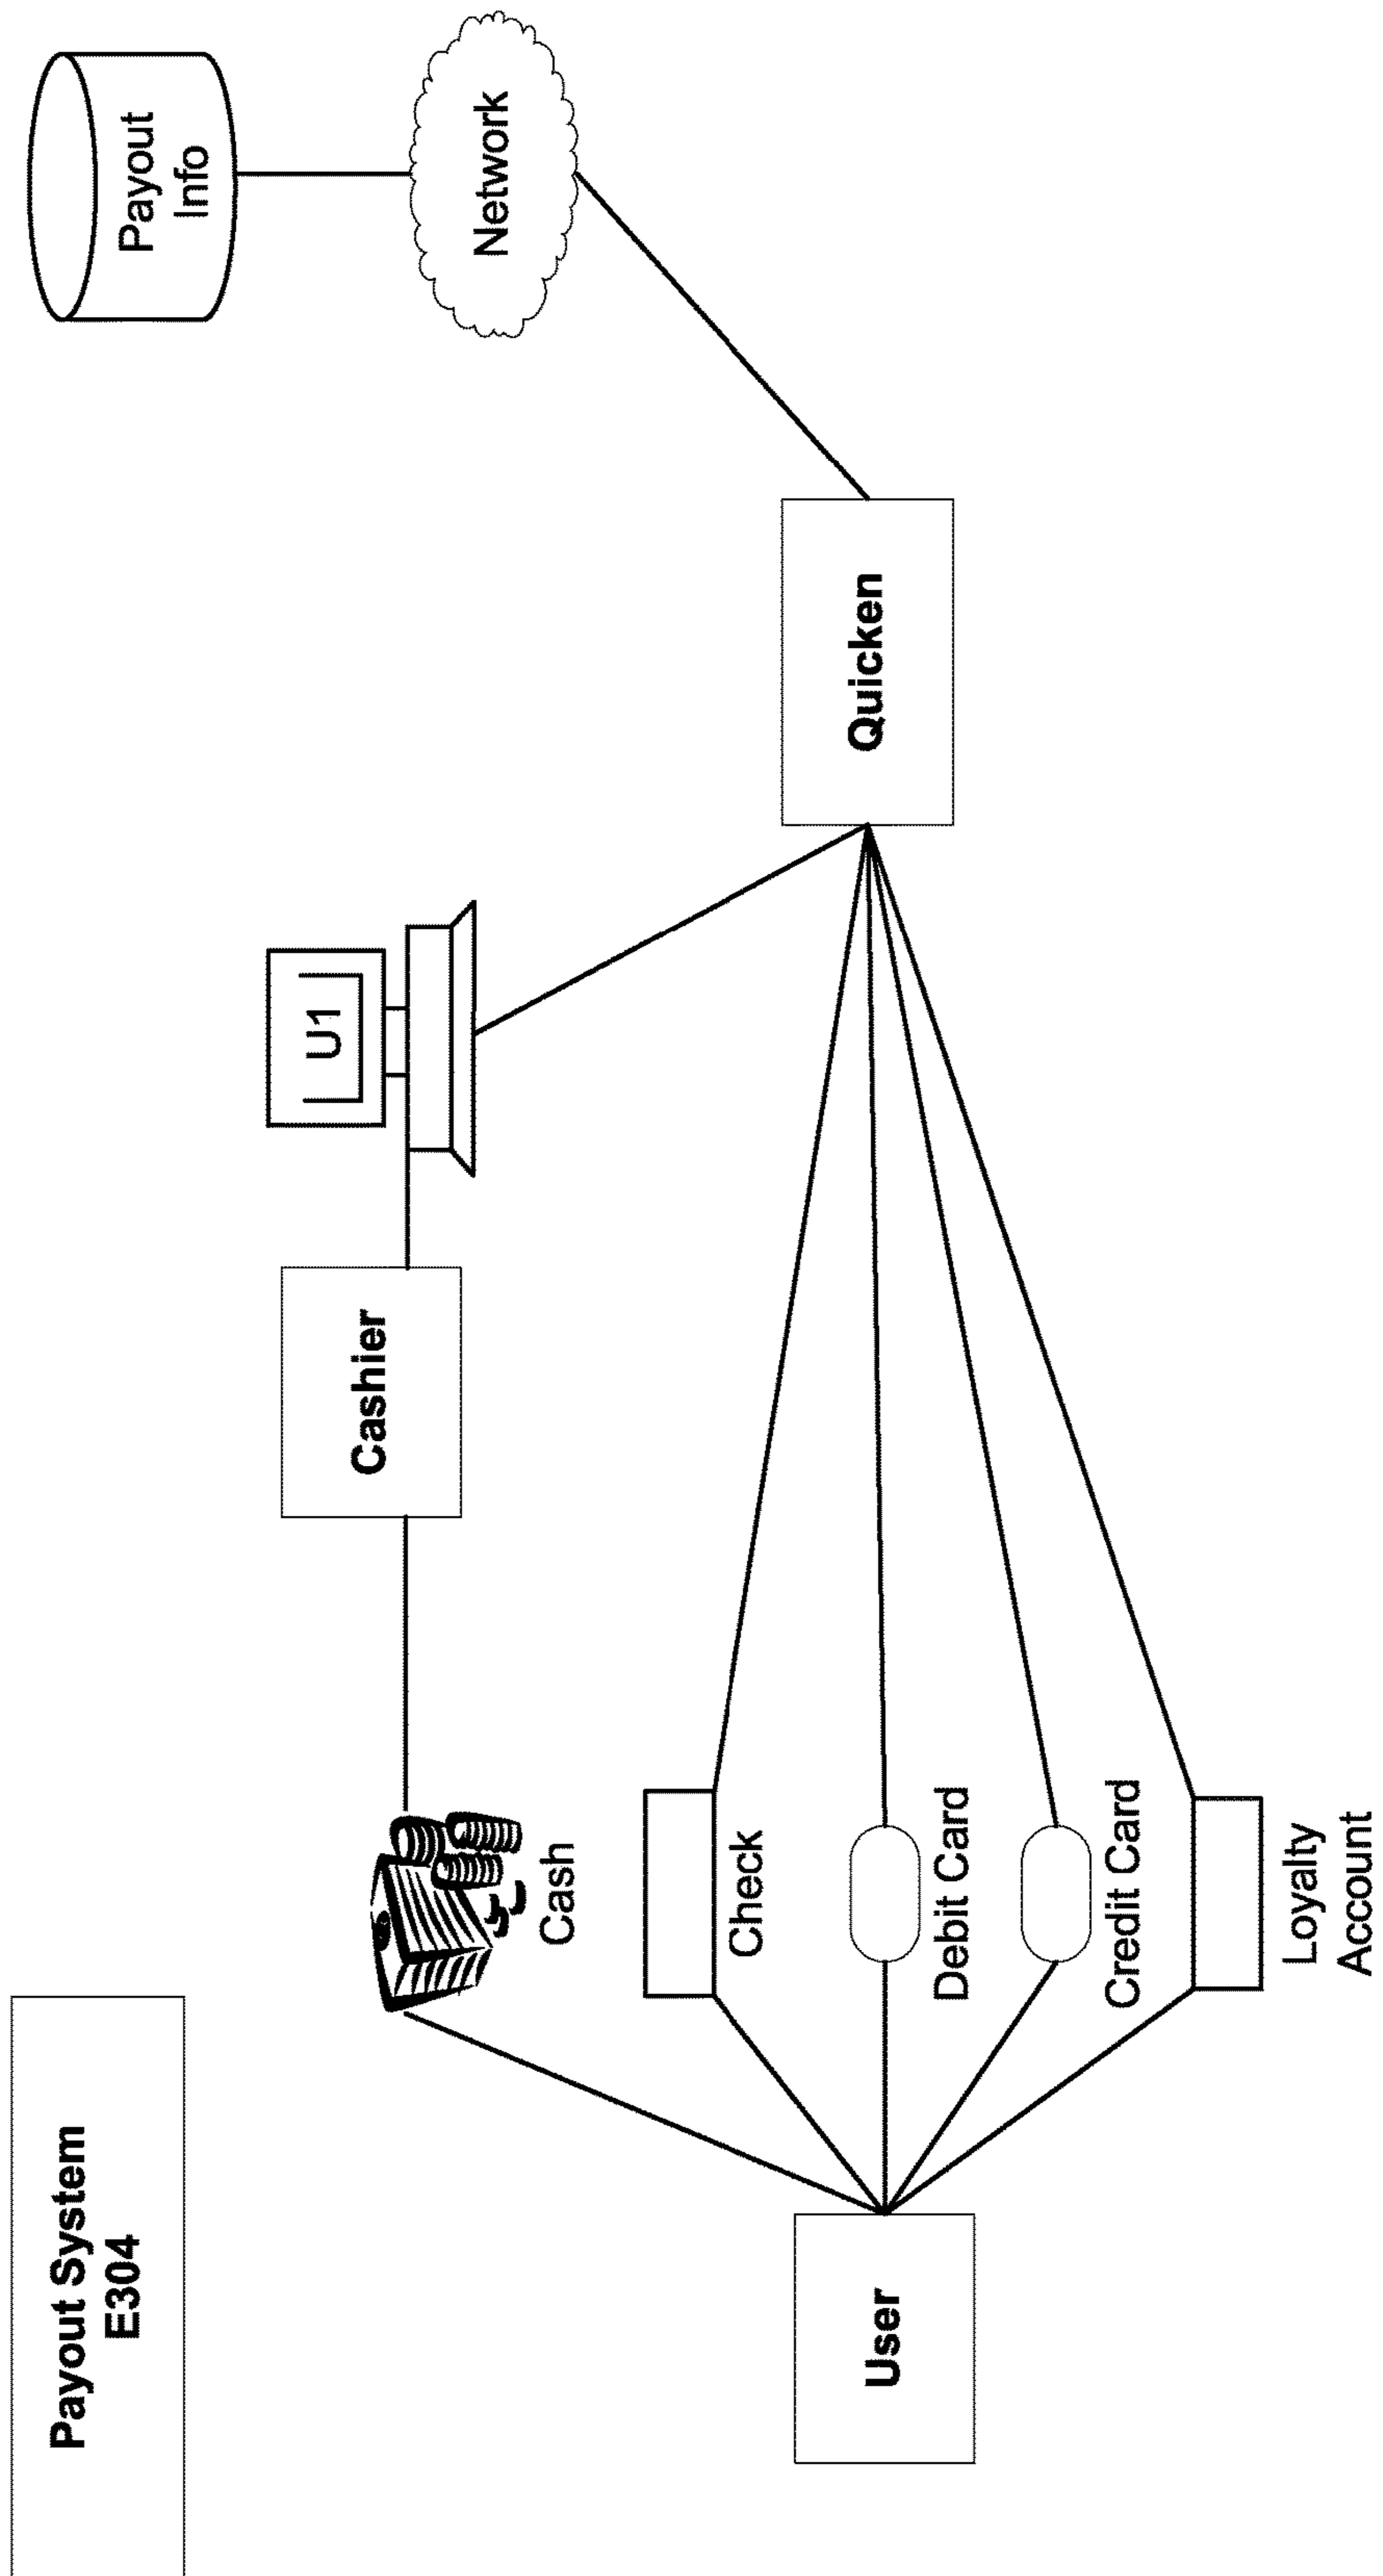 Payout System
E304
Cash
Cashier
U1
Payout
Info
Network
Quicken
Check
Debit Card
Credit Card
Loyalty
Account
User